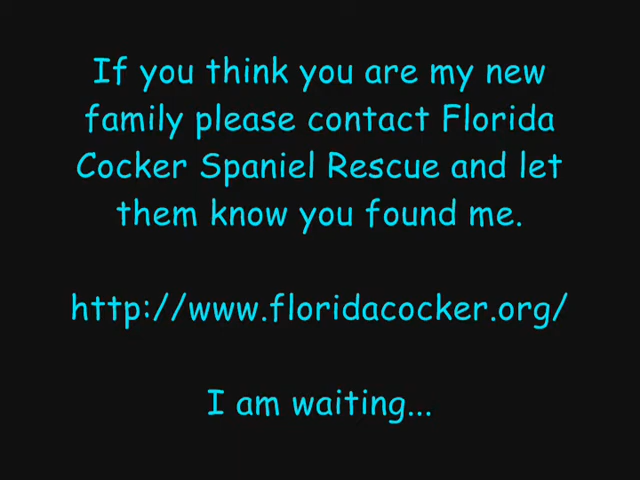 If you think you are my new
family please contact Florida
Cocker Spaniel Rescue and let
them know you found me.
http://www.floridacocker.org/
I am waiting...